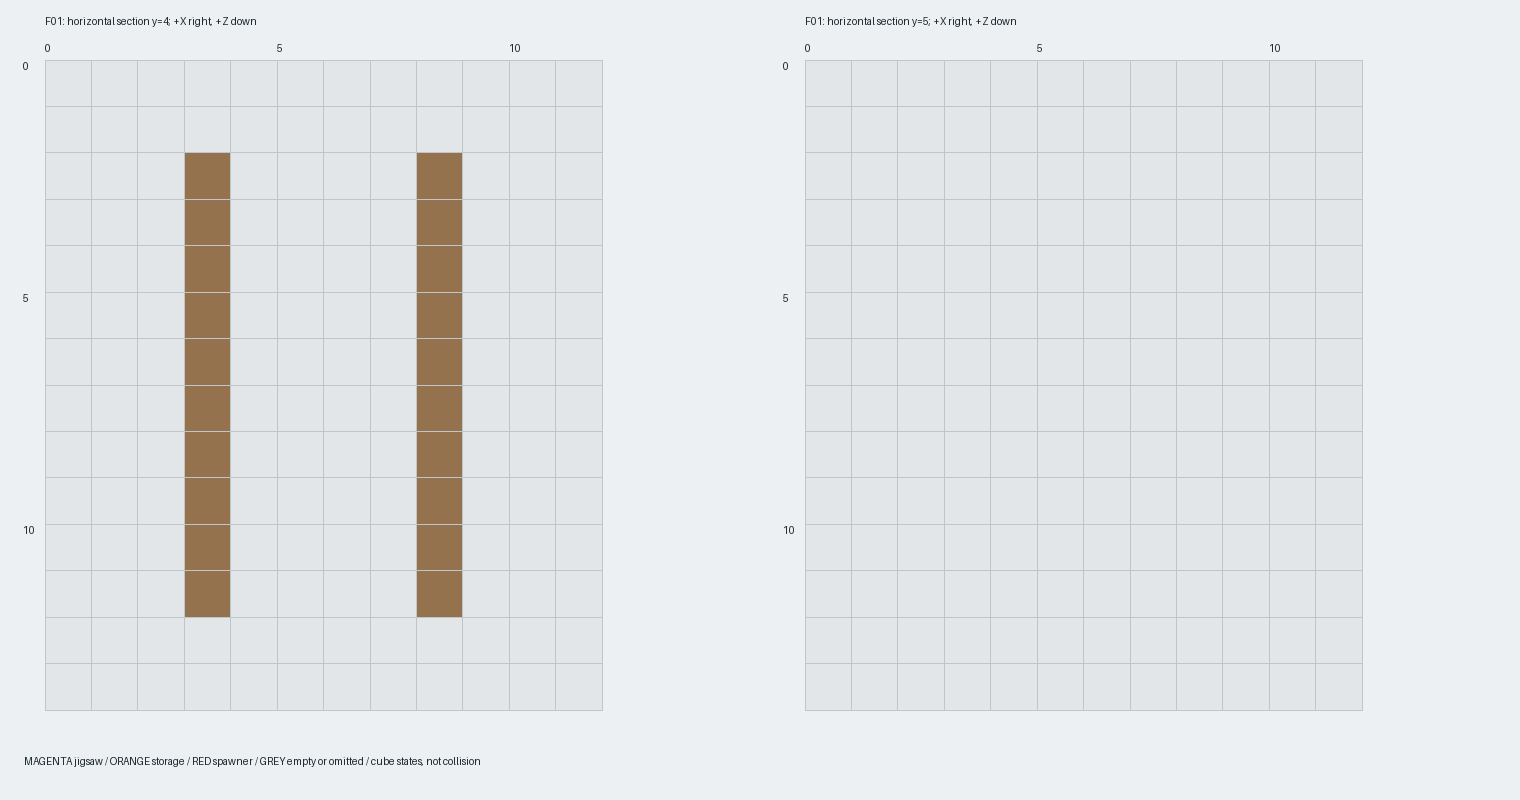 F01: horizontal section y=4; +X right, +Z down
F01: horizontal section y=5; +X right, +Z down
0 5 10
0 5 10
0
0
5
5
10
10
MAGENTA jigsaw / ORANGE storage / RED spawner / GREY empty or omitted / cube states, not collision